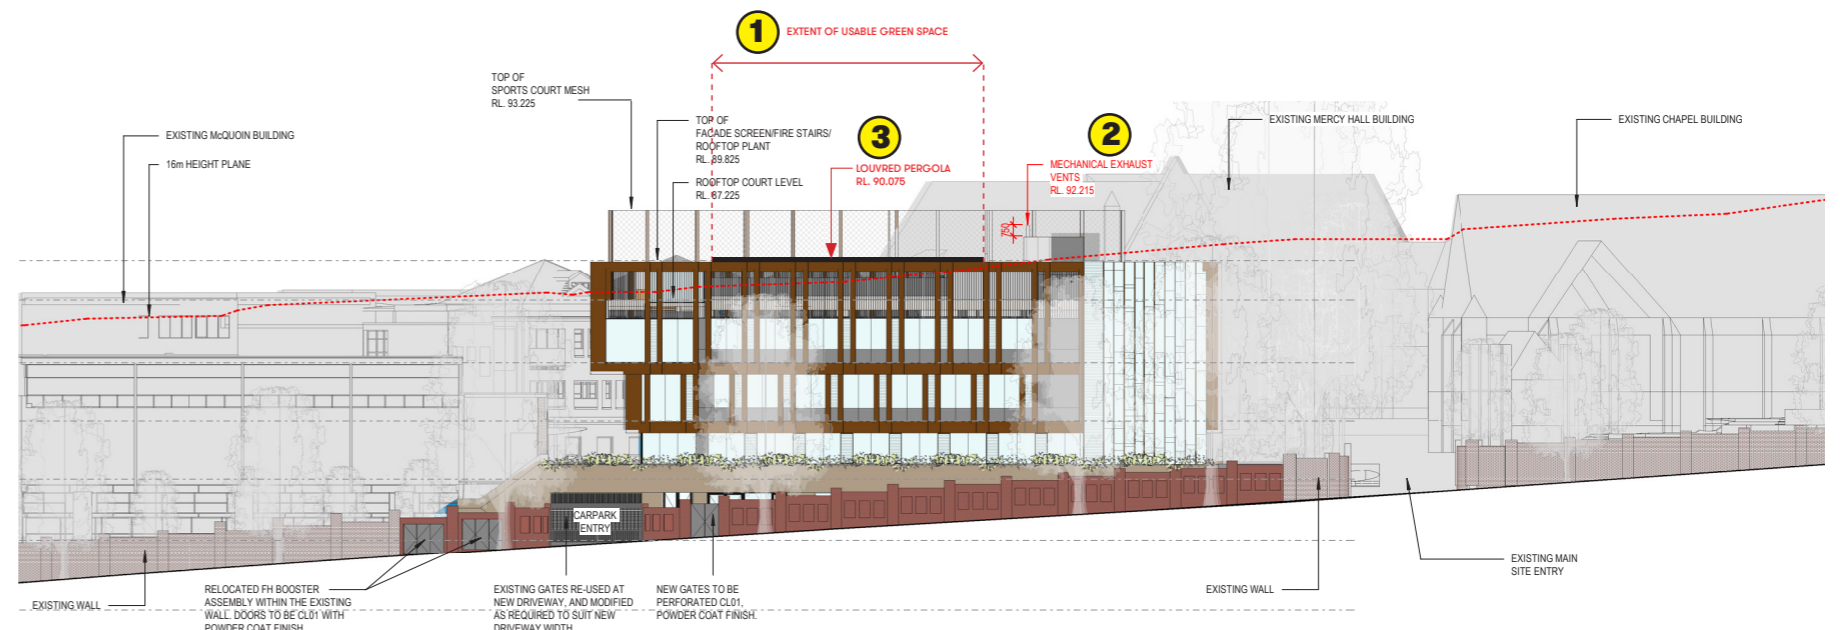 1
EXTENT OF USABLE GREEN SPACE
TOP OF
SPORTS COURT MESH
RL. 93.225
TOP OF
FACADE SCREEN/FIRE STAIRS/
ROOFTOP PLANT
RL. 89.825
ROOFTOP COURT LEVEL
RL. 87.225
3
LOUVRED PERGOLA
RL. 90.075
2
MECHANICAL EXHAUST
VENTS
RL. 92.215
750
EXISTING McQUOIN BUILDING
16m HEIGHT PLANE
EXISTING MERCY HALL BUILDING
EXISTING CHAPEL BUILDING
CARPARK
ENTRY
EXISTING WALL
RELOCATED FH BOOSTER
ASSEMBLY WITHIN THE EXISTING
WALL. DOORS TO BE CL01 WITH
POWDER COAT FINISH
EXISTING GATES RE-USED AT
NEW DRIVEWAY, AND MODIFIED
AS REQUIRED TO SUIT NEW
DRIVEWAY WIDTH
NEW GATES TO BE
PERFORATED CL01,
POWDER COAT FINISH.
EXISTING WALL
EXISTING MAIN
SITE ENTRY